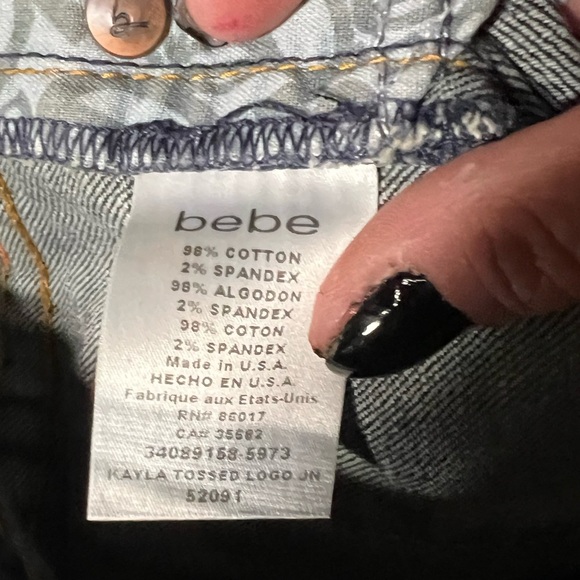 bebe
98% COTTON
2% SPANDEX
98% ALGODON
2% SPANDEX
98% COTON
2% SPANDEX
Made in U.S.A.
HECHO EN U.S.A.
Fabrique aux Etats-Unis
RN# 86017
CA# 35562
34089158-5973
KAYLA TOSSED LOGO JN
52091